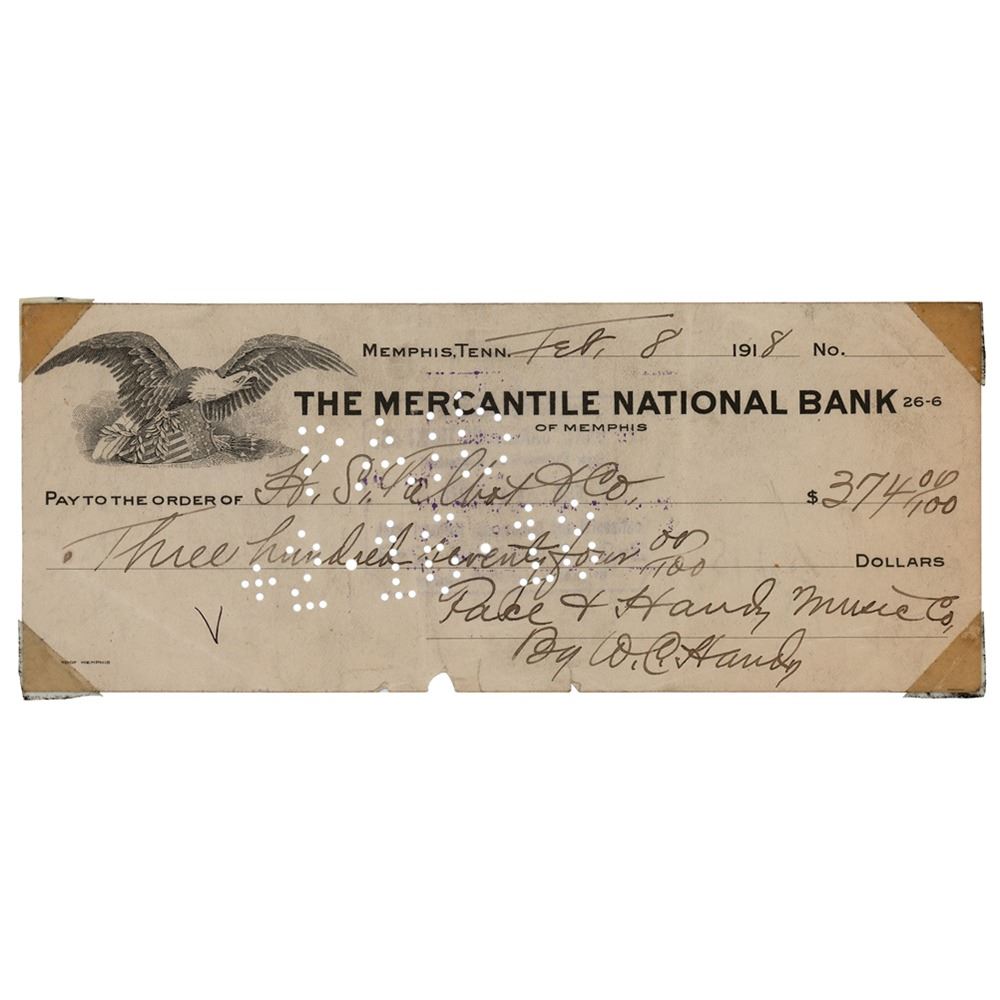 MEMPHIS, TENN. Feb. 8 1918 No.
THE MERCANTILE NATIONAL BANK 26-6
OF MEMPHIS
PAY TO THE ORDER OF H. S. Talbot & Co. $374 00/100
Three hundred seventy four 00/100 DOLLARS
Pace & Handy Music Co,
V
By W. C. Handy
MEMPHIS